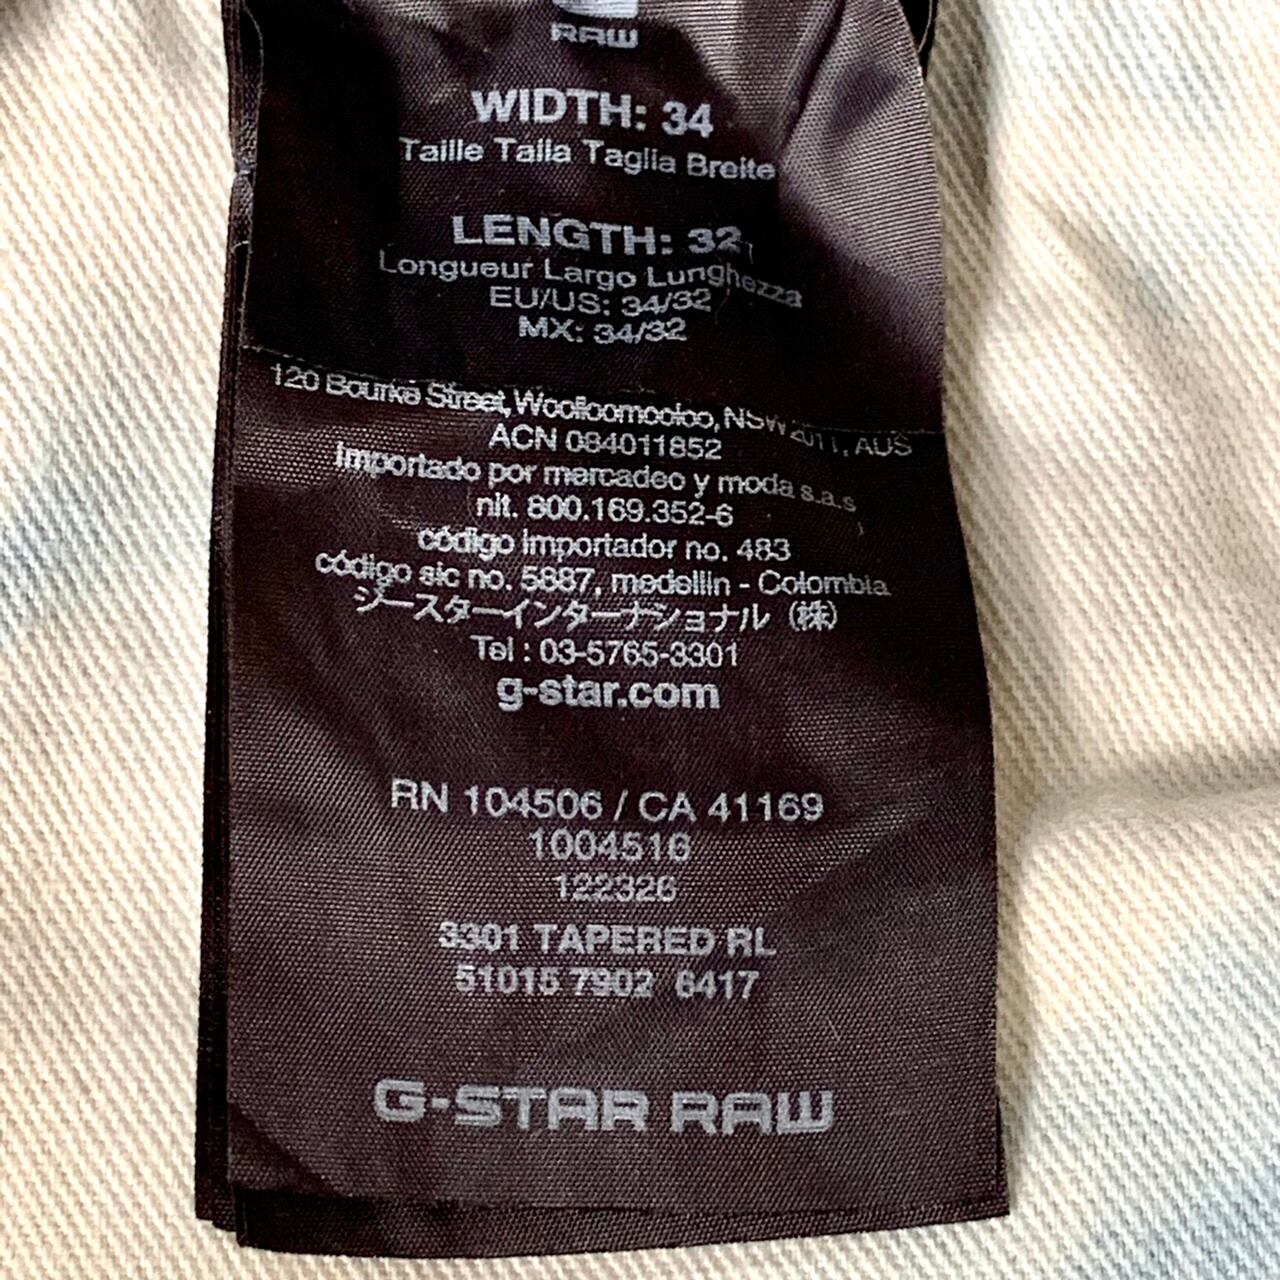 RAW
WIDTH: 34
Taille Talla Taglia Breite
LENGTH: 32
Longueur Largo Lunghezza
EU/US: 34/32
MX: 34/32
120 Bourke Street, Woolloomooloo, NSW 2011, AUS
ACN 084011852
Importado por mercadeo y moda s.a.s
nit. 800.169.352-6
código importador no. 483
código sic no. 5887, medellin - Colombia
ジースターインターナショナル（株）
Tel : 03-5765-3301
g-star.com
RN 104506 / CA 41169
1004516
122326
3301 TAPERED RL
51015 7902 6417
G-STAR RAW